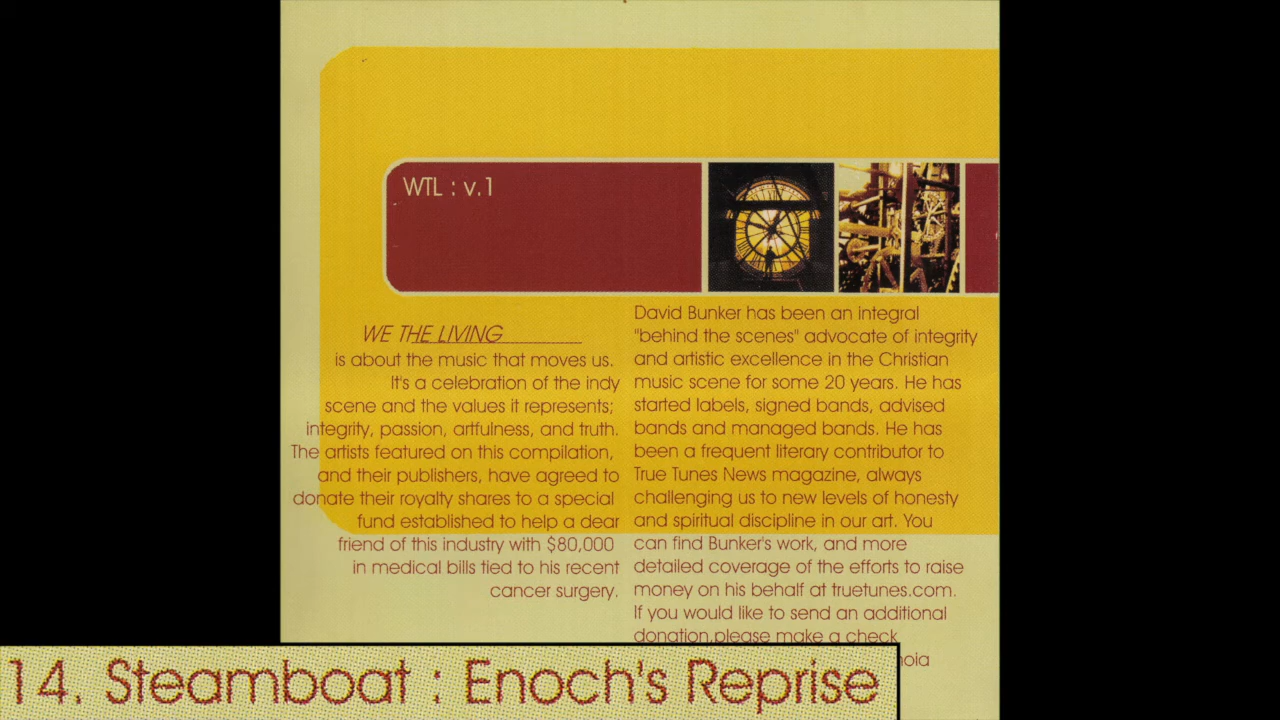 WTL : v.1
WE THE LIVING
is about the music that moves us.
It's a celebration of the indy
scene and the values it represents;
integrity, passion, artfulness, and truth.
The artists featured on this compilation,
and their publishers, have agreed to
donate their royalty shares to a special
fund established to help a dear
friend of this industry with $80,000
in medical bills tied to his recent
cancer surgery.
David Bunker has been an integral
"behind the scenes" advocate of integrity
and artistic excellence in the Christian
music scene for some 20 years. He has
started labels, signed bands, advised
bands and managed bands. He has
been a frequent literary contributor to
True Tunes News magazine, always
challenging us to new levels of honesty
and spiritual discipline in our art. You
can find Bunker's work, and more
detailed coverage of the efforts to raise
money on his behalf at truetunes.com.
If you would like to send an additional
donation,please make a check
14. Steamboat : Enoch's Reprise